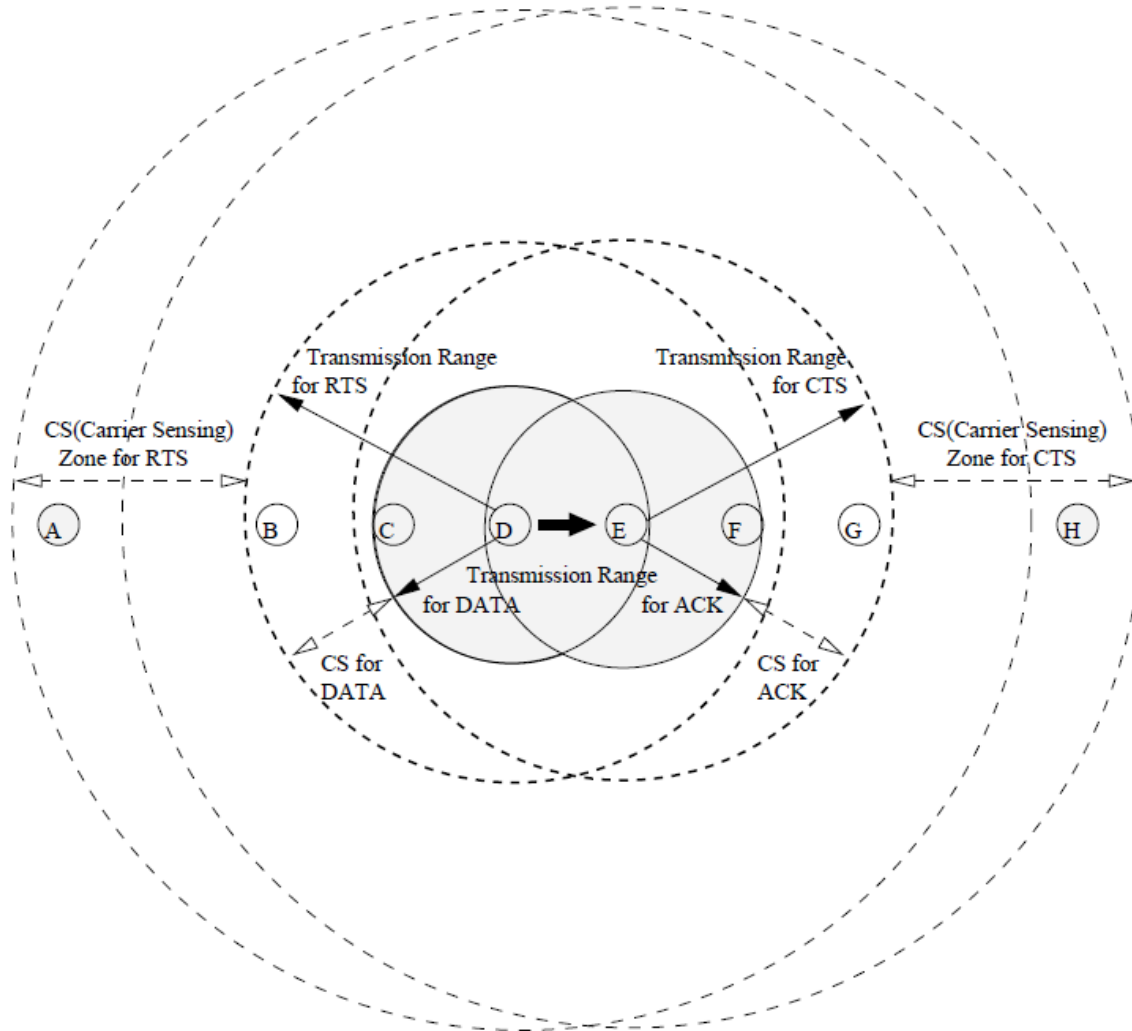 Transmission Range
for RTS
Transmission Range
for CTS
CS(Carrier Sensing)
Zone for RTS
CS(Carrier Sensing)
Zone for CTS
A
B
C
D
E
F
G
H
Transmission Range
for DATA
for ACK
CS for
DATA
CS for
ACK